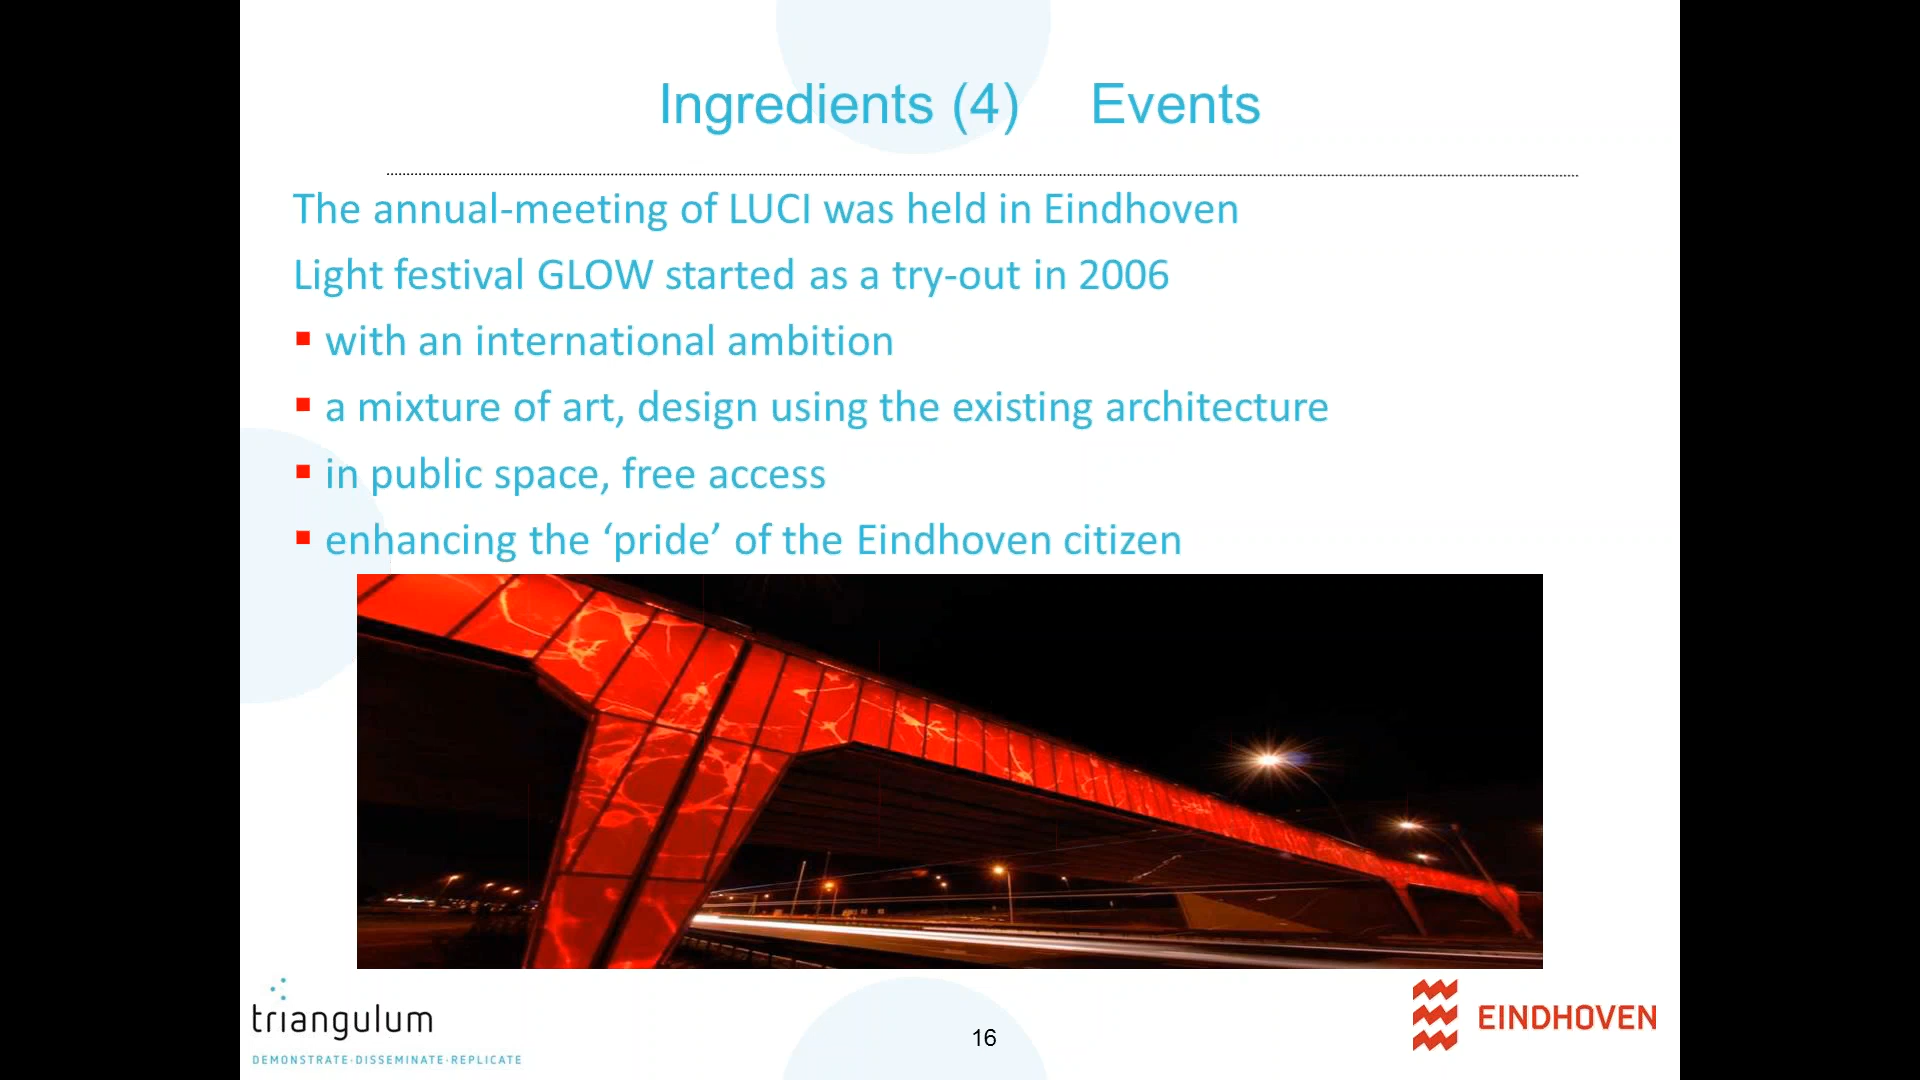 Ingredients (4) Events
The annual-meeting of LUCI was held in Eindhoven
Light festival GLOW started as a try-out in 2006
with an international ambition
a mixture of art, design using the existing architecture
in public space, free access
enhancing the ‘pride’ of the Eindhoven citizen
triangulum
DEMONSTRATE·DISSEMINATE·REPLICATE
16
EINDHOVEN